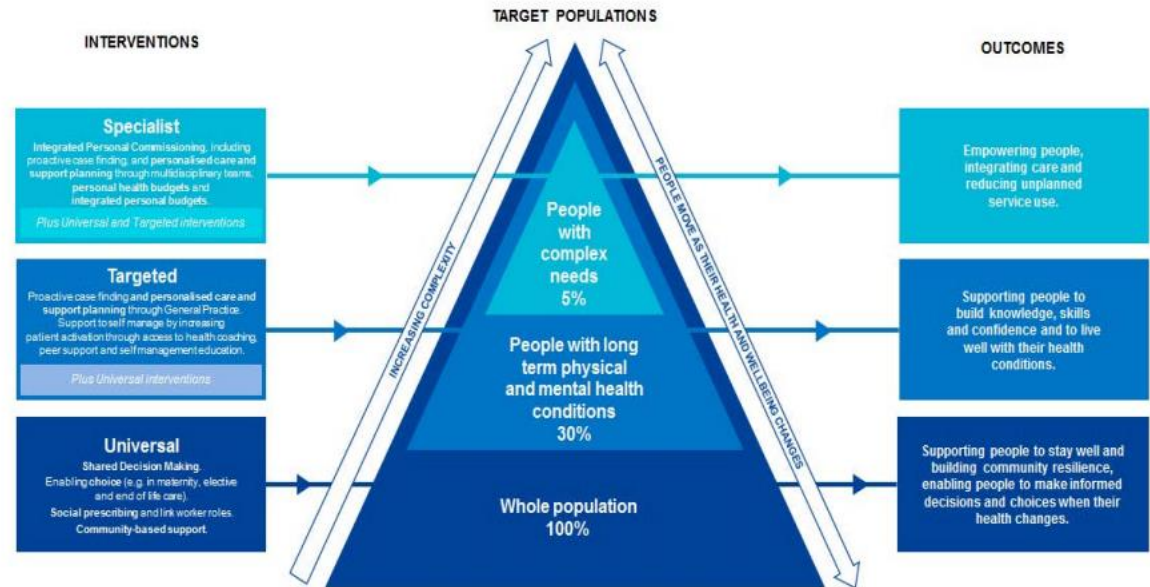 TARGET POPULATIONS
INTERVENTIONS
OUTCOMES
Specialist
Integrated Personal Commissioning, including
proactive case finding, and personalised care and
support planning through multidisciplinary teams,
personal health budgets and
integrated personal budgets.
Plus Universal and Targeted interventions
Targeted
Proactive case finding and personalised care and
support planning through General Practice.
Support to self manage by increasing
patient activation through access to health coaching,
peer support and self management education.
Plus Universal interventions
Universal
Shared Decision Making.
Enabling choice (e.g. in maternity, elective
and end of life care).
Social prescribing and link worker roles.
Community-based support.
INCREASING COMPLEXITY
People
with
complex
needs
5%
People with long
term physical
and mental health
conditions
30%
Whole population
100%
PEOPLE MOVE AS THEIR HEALTH AND WELLBEING CHANGES
Empowering people,
integrating care and
reducing unplanned
service use.
Supporting people to
build knowledge, skills
and confidence and to live
well with their health
conditions.
Supporting people to stay well and
building community resilience,
enabling people to make informed
decisions and choices when their
health changes.